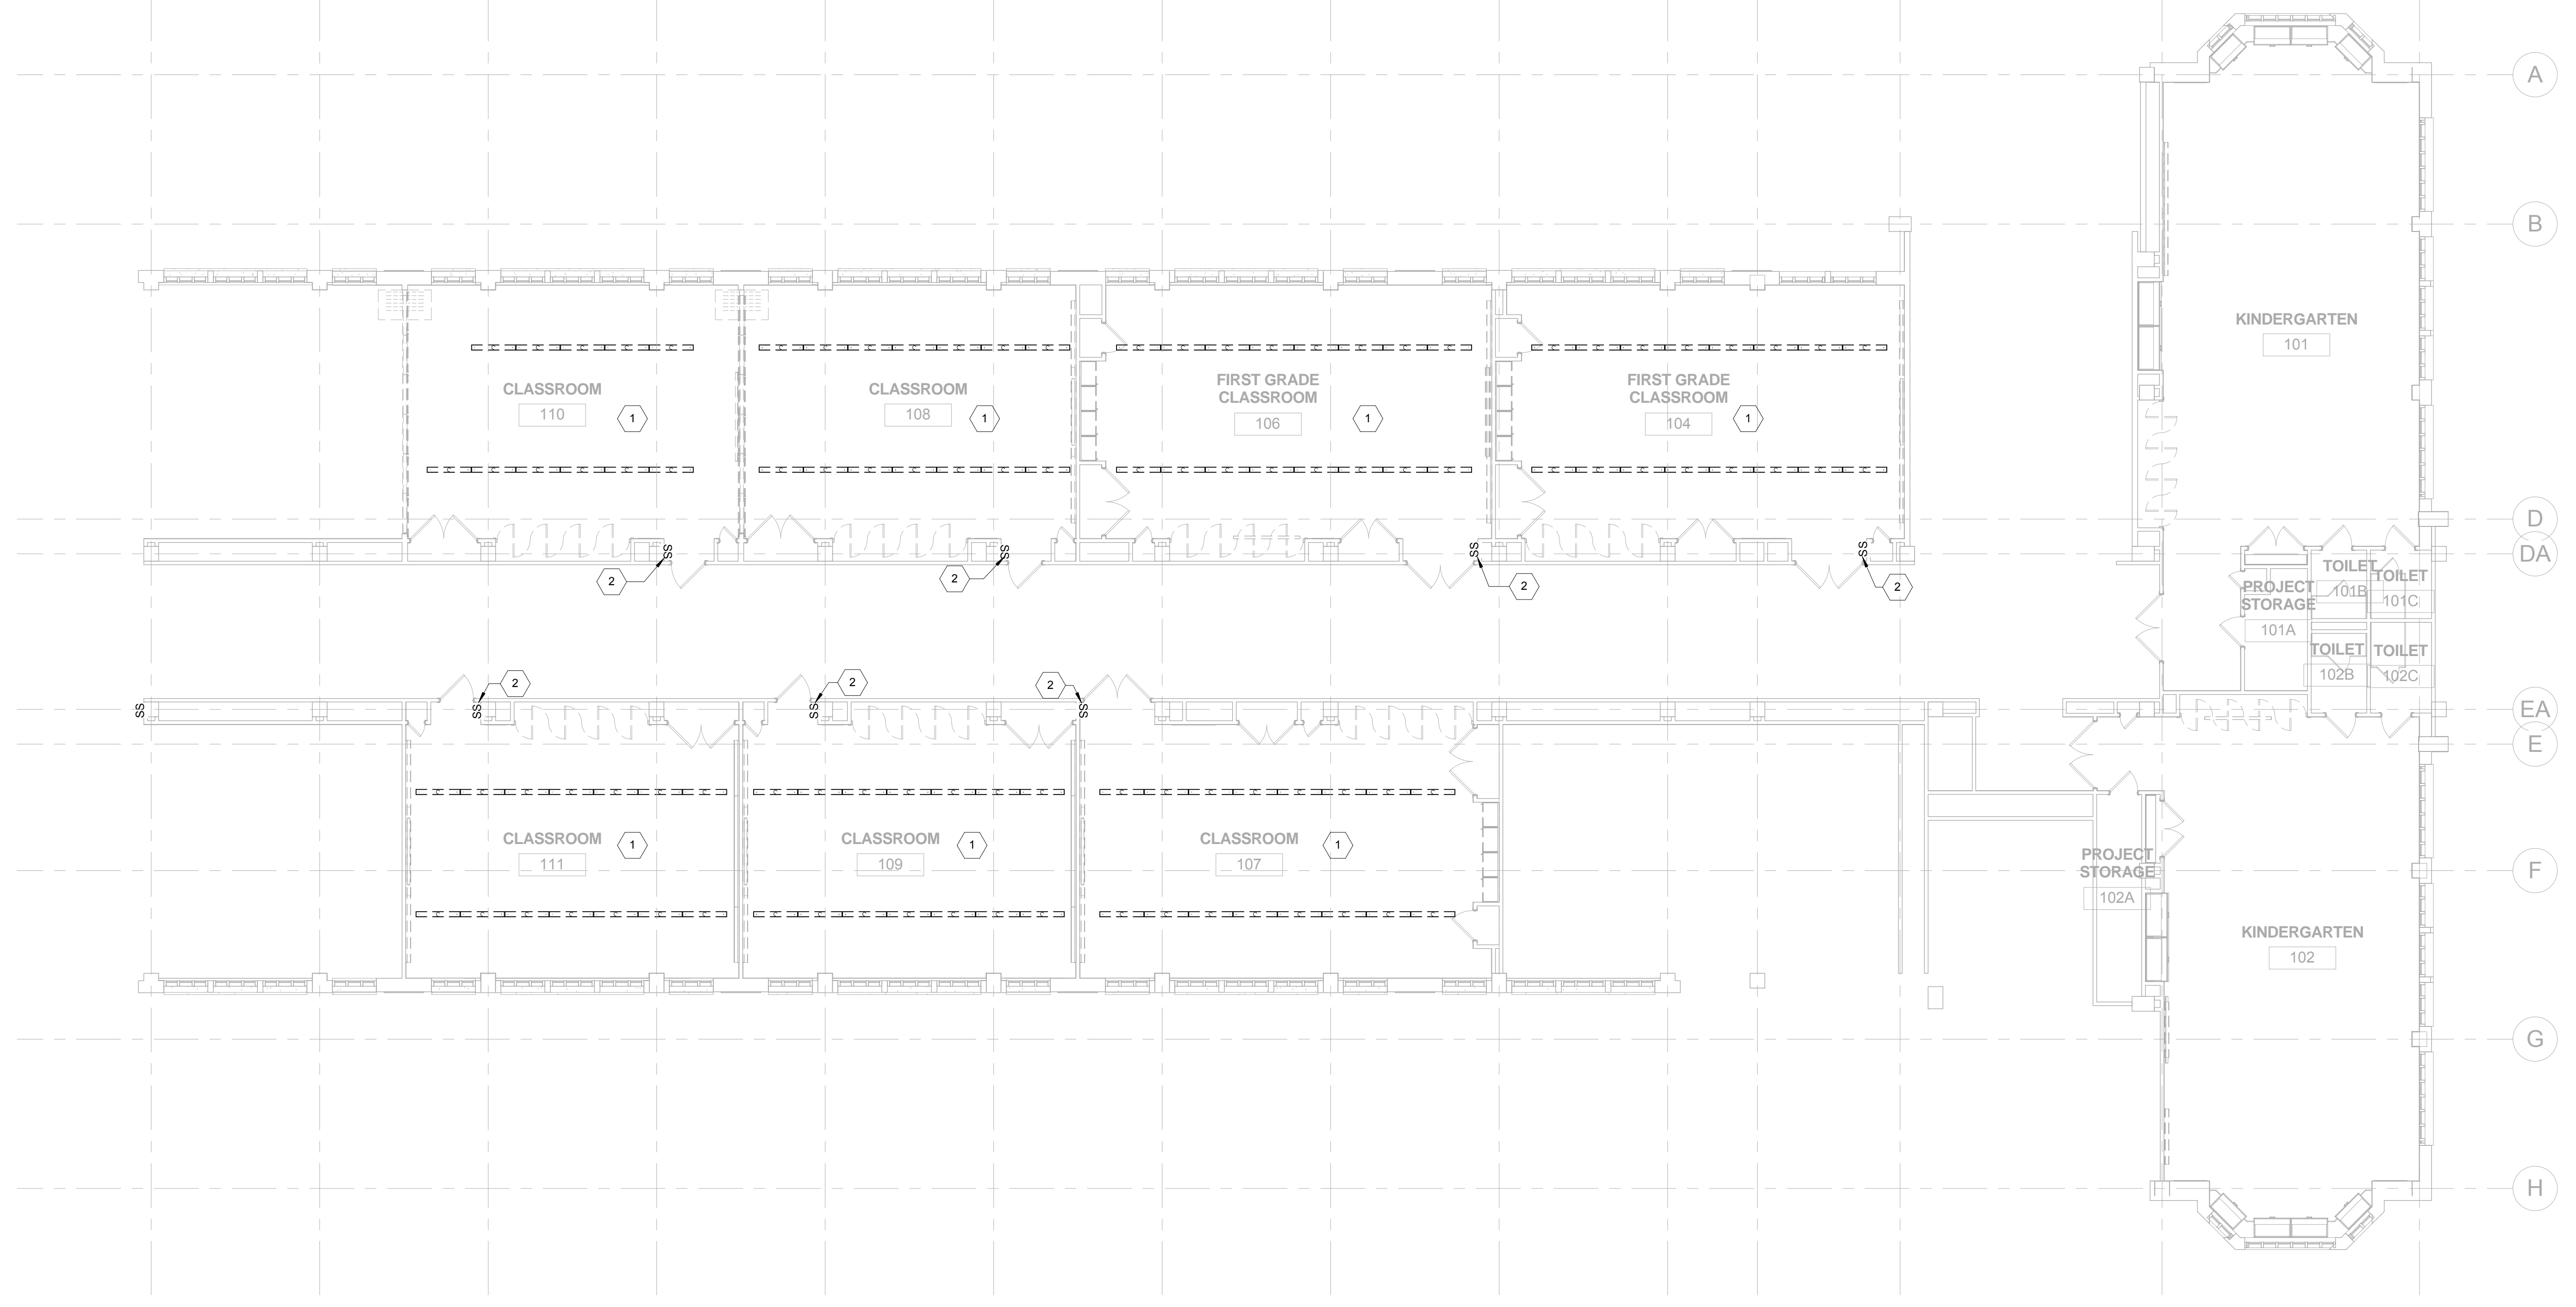 A
B
KINDERGARTEN
101
CLASSROOM
110
1
CLASSROOM
108
1
FIRST GRADE
CLASSROOM
106
1
FIRST GRADE
CLASSROOM
104
1
D
DA
SS
2
SS
2
SS
2
SS
2
TOILET
101B
TOILET
101C
PROJECT
STORAGE
101A
TOILET
102B
TOILET
102C
SS
SS
2
SS
2
SS
2
EA
E
CLASSROOM
111
1
CLASSROOM
109
1
CLASSROOM
107
1
PROJECT
STORAGE
102A
F
KINDERGARTEN
102
G
H